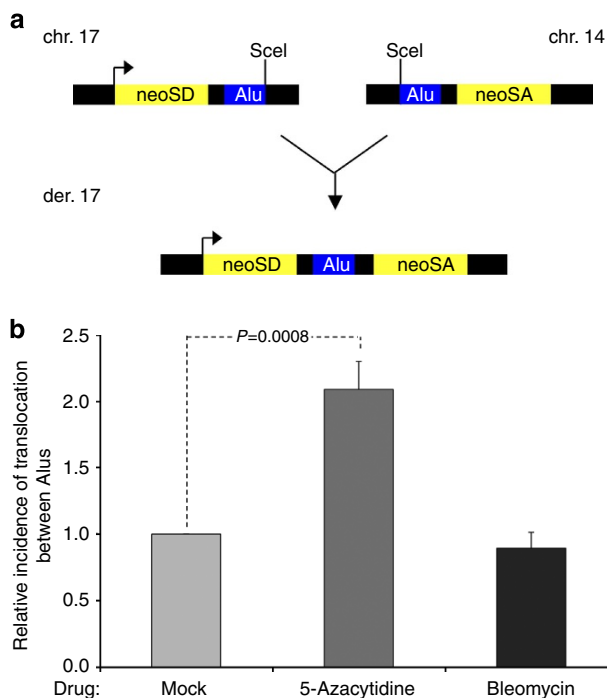 a
chr. 17
SceI
SceI
chr. 14
neoSD
Alu
Alu
neoSA
der. 17
neoSD
Alu
neoSA
b
Relative incidence of translocation
between Alus
2.5
2.0
1.5
1.0
0.5
0.0
P=0.0008
Drug:
Mock
5-Azacytidine
Bleomycin